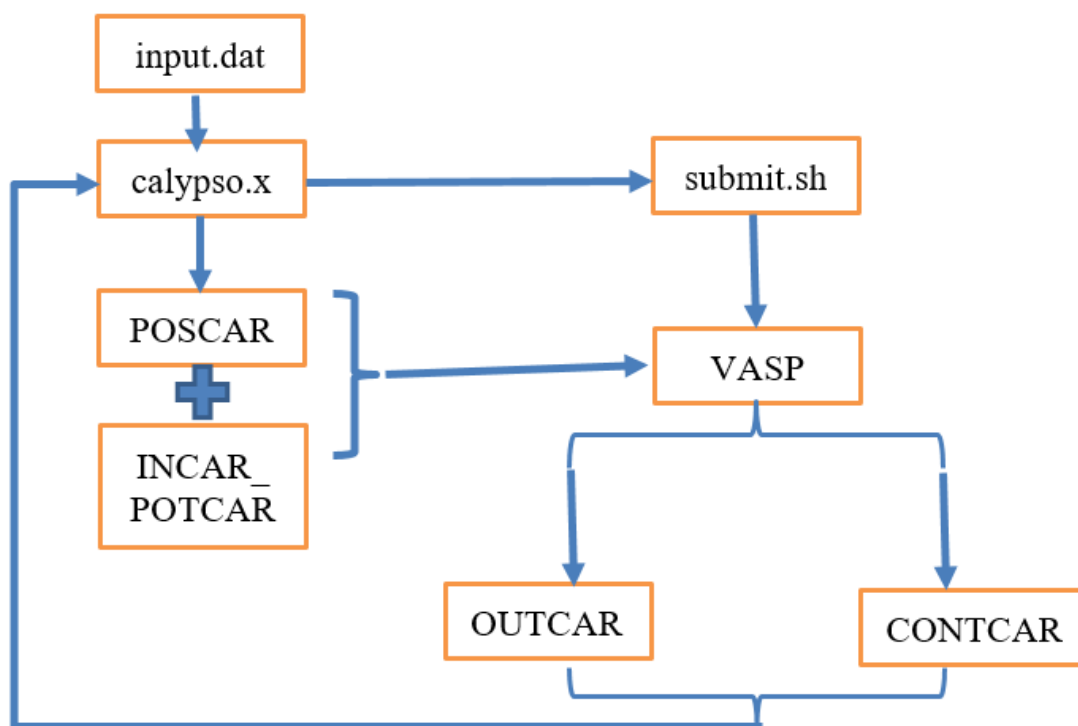 input.dat
calypso.x
submit.sh
POSCAR
VASP
INCAR_
POTCAR
OUTCAR
CONTCAR